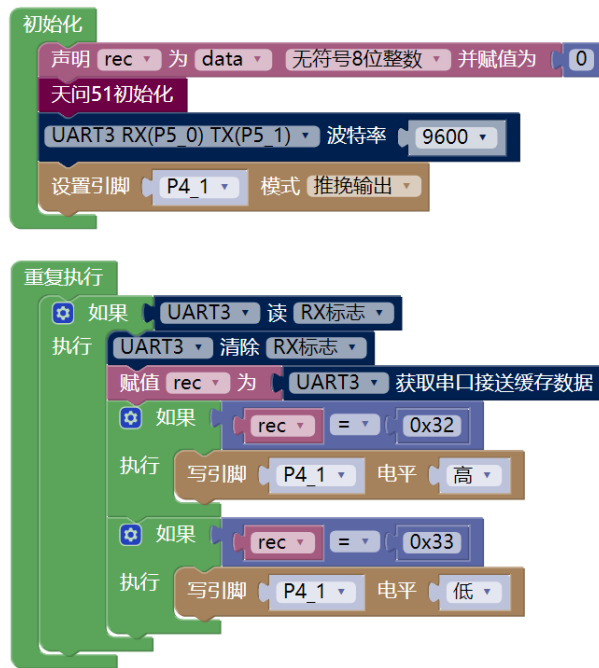 初始化
声明 rec 为 data 无符号8位整数 并赋值为 0
天问51初始化
UART3 RX(P5_0) TX(P5_1) 波特率 9600
设置引脚 P4_1 模式 推挽输出
重复执行
如果 UART3 读 RX标志
执行 UART3 清除 RX标志
赋值 rec 为 UART3 获取串口接送缓存数据
如果 rec = 0x32
执行 写引脚 P4_1 电平 高
如果 rec = 0x33
执行 写引脚 P4_1 电平 低